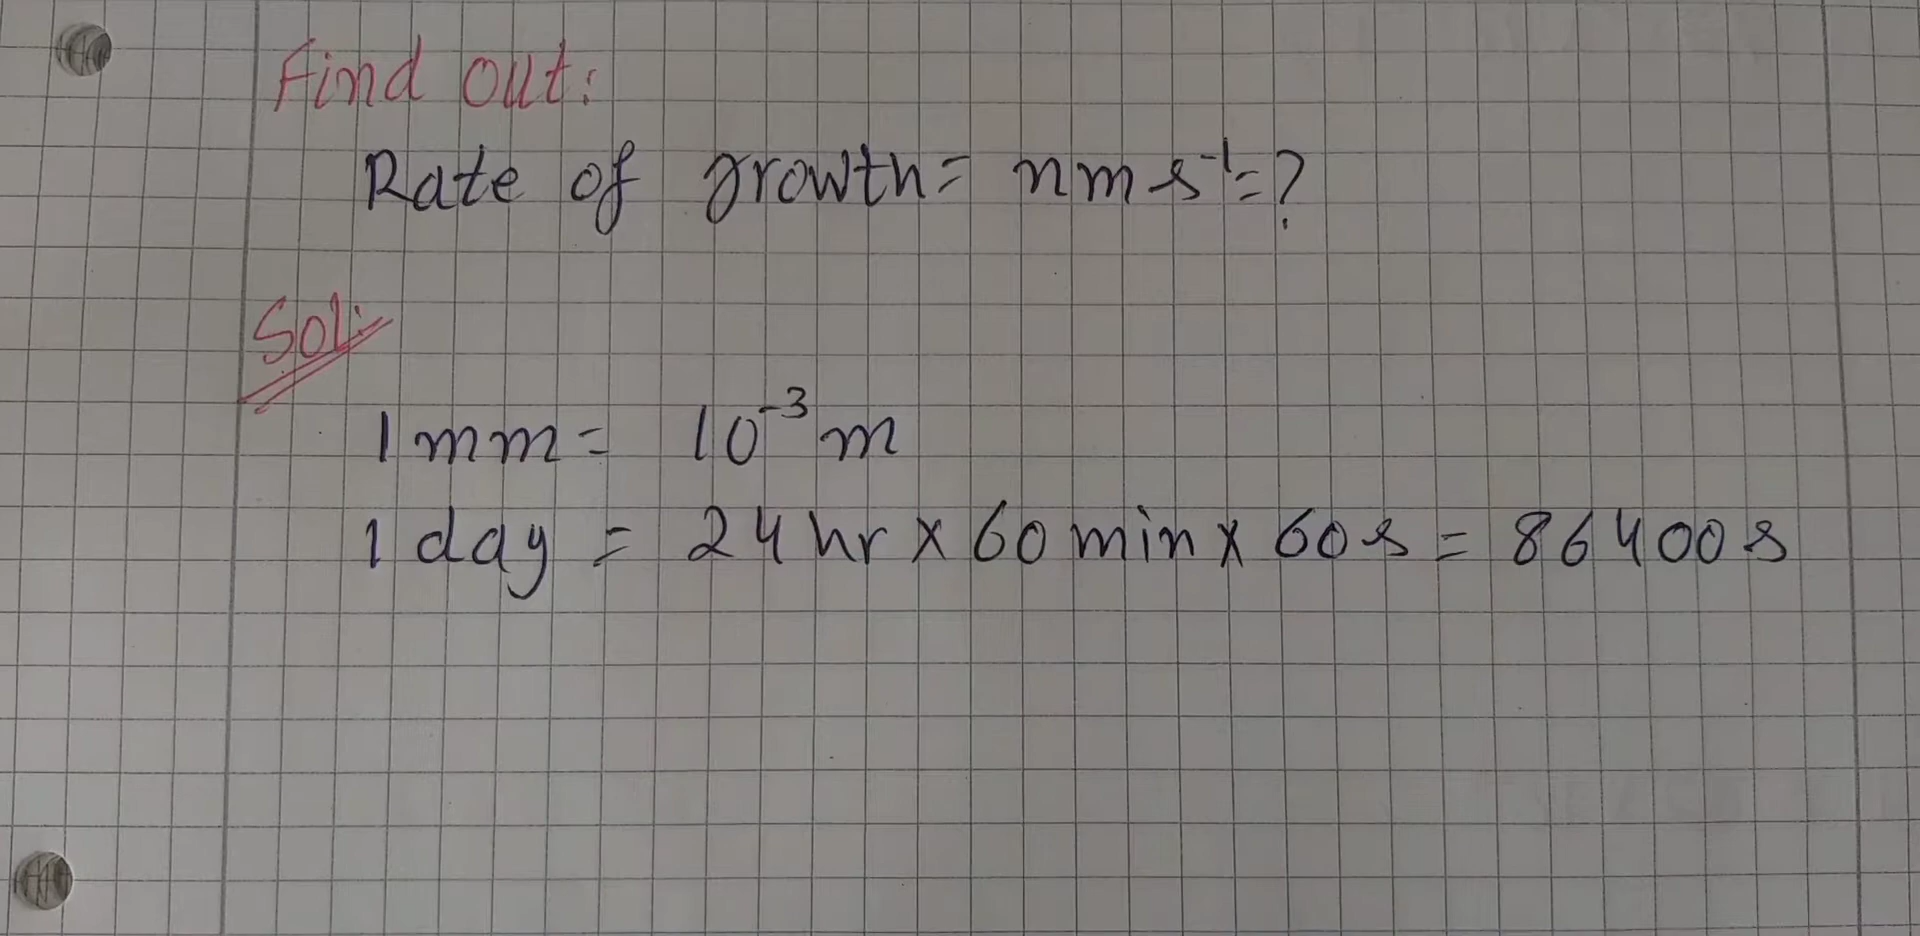 Find out:
Rate of growth = nm s⁻¹ = ?
Sol:
1 mm = 10⁻³ m
1 day = 24 hr x 60 min x 60 s = 86400 s